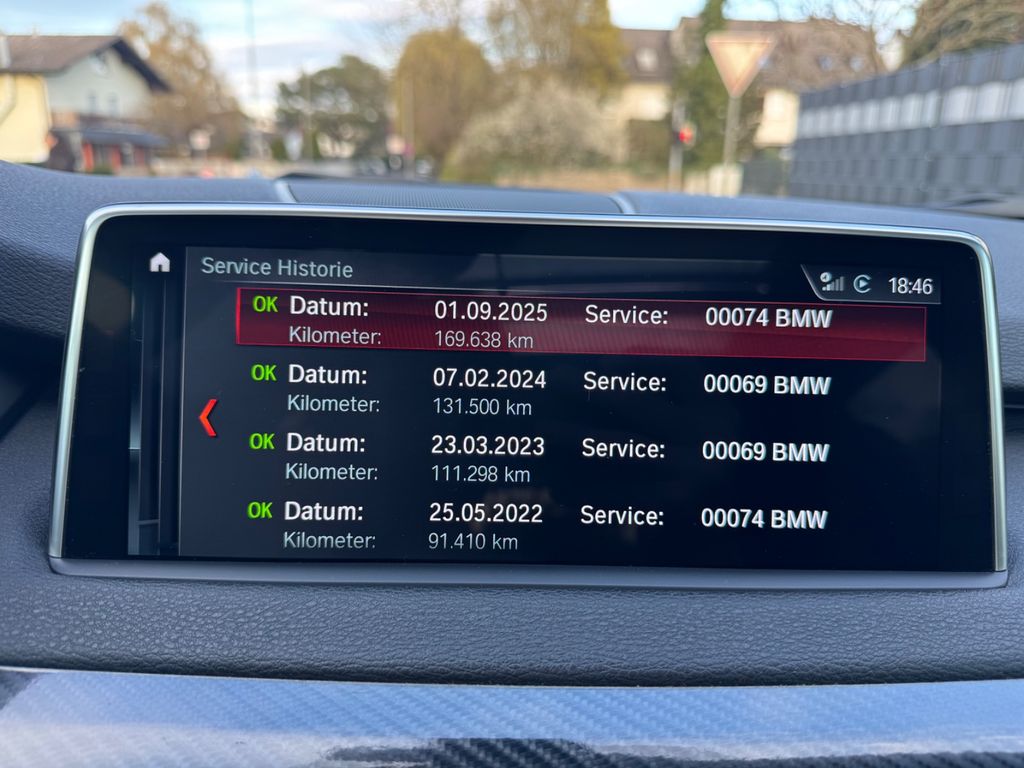 Service Historie
18:46
OK Datum: 01.09.2025 Service: 00074 BMW
Kilometer: 169.638 km
OK Datum: 07.02.2024 Service: 00069 BMW
Kilometer: 131.500 km
OK Datum: 23.03.2023 Service: 00069 BMW
Kilometer: 111.298 km
OK Datum: 25.05.2022 Service: 00074 BMW
Kilometer: 91.410 km